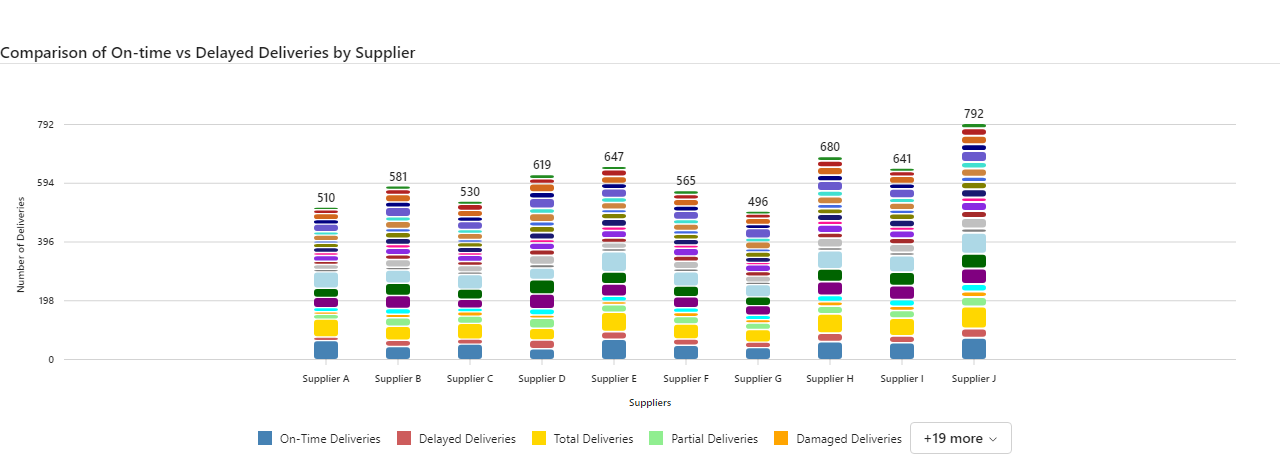 Comparison of On-time vs Delayed Deliveries by Supplier
Number of Deliveries
792
594
396
198
0
510
581
530
619
647
565
496
680
641
792
Supplier A
Supplier B
Supplier C
Supplier D
Supplier E
Supplier F
Supplier G
Supplier H
Supplier I
Supplier J
Suppliers
On-Time Deliveries
Delayed Deliveries
Total Deliveries
Partial Deliveries
Damaged Deliveries
+19 more